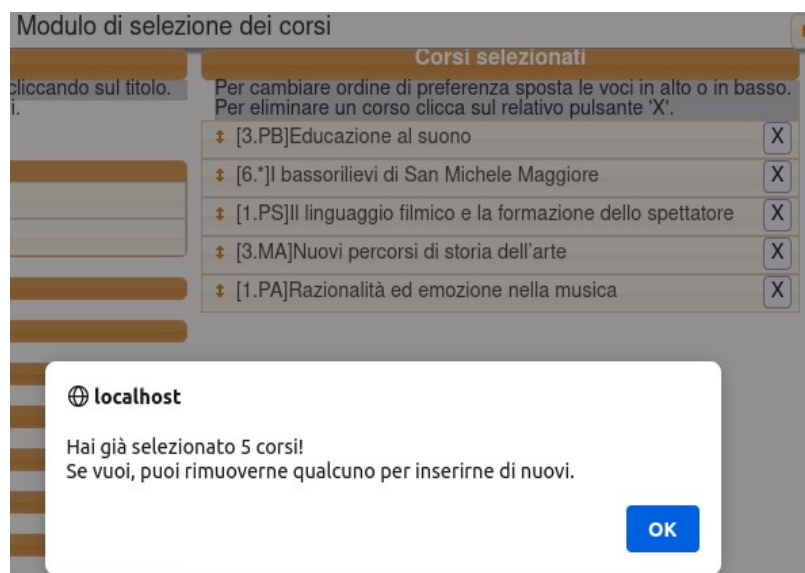 Modulo di selezione dei corsi
Corsi selezionati
cliccando sul titolo.
i.
Per cambiare ordine di preferenza sposta le voci in alto o in basso.
Per eliminare un corso clicca sul relativo pulsante 'X'.
[3.PB]Educazione al suono X
[6.*]I bassorilievi di San Michele Maggiore X
[1.PS]Il linguaggio filmico e la formazione dello spettatore X
[3.MA]Nuovi percorsi di storia dell'arte X
[1.PA]Razionalità ed emozione nella musica X
localhost
Hai già selezionato 5 corsi!
Se vuoi, puoi rimuoverne qualcuno per inserirne di nuovi.
OK